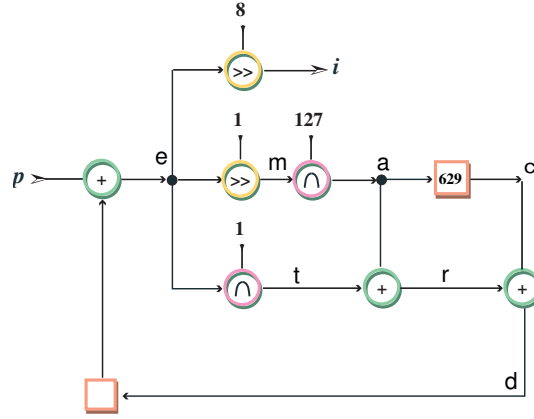 8
>> i
1 127
e m a c
p + >> ∩ 629
1
t r
∩ + +
d